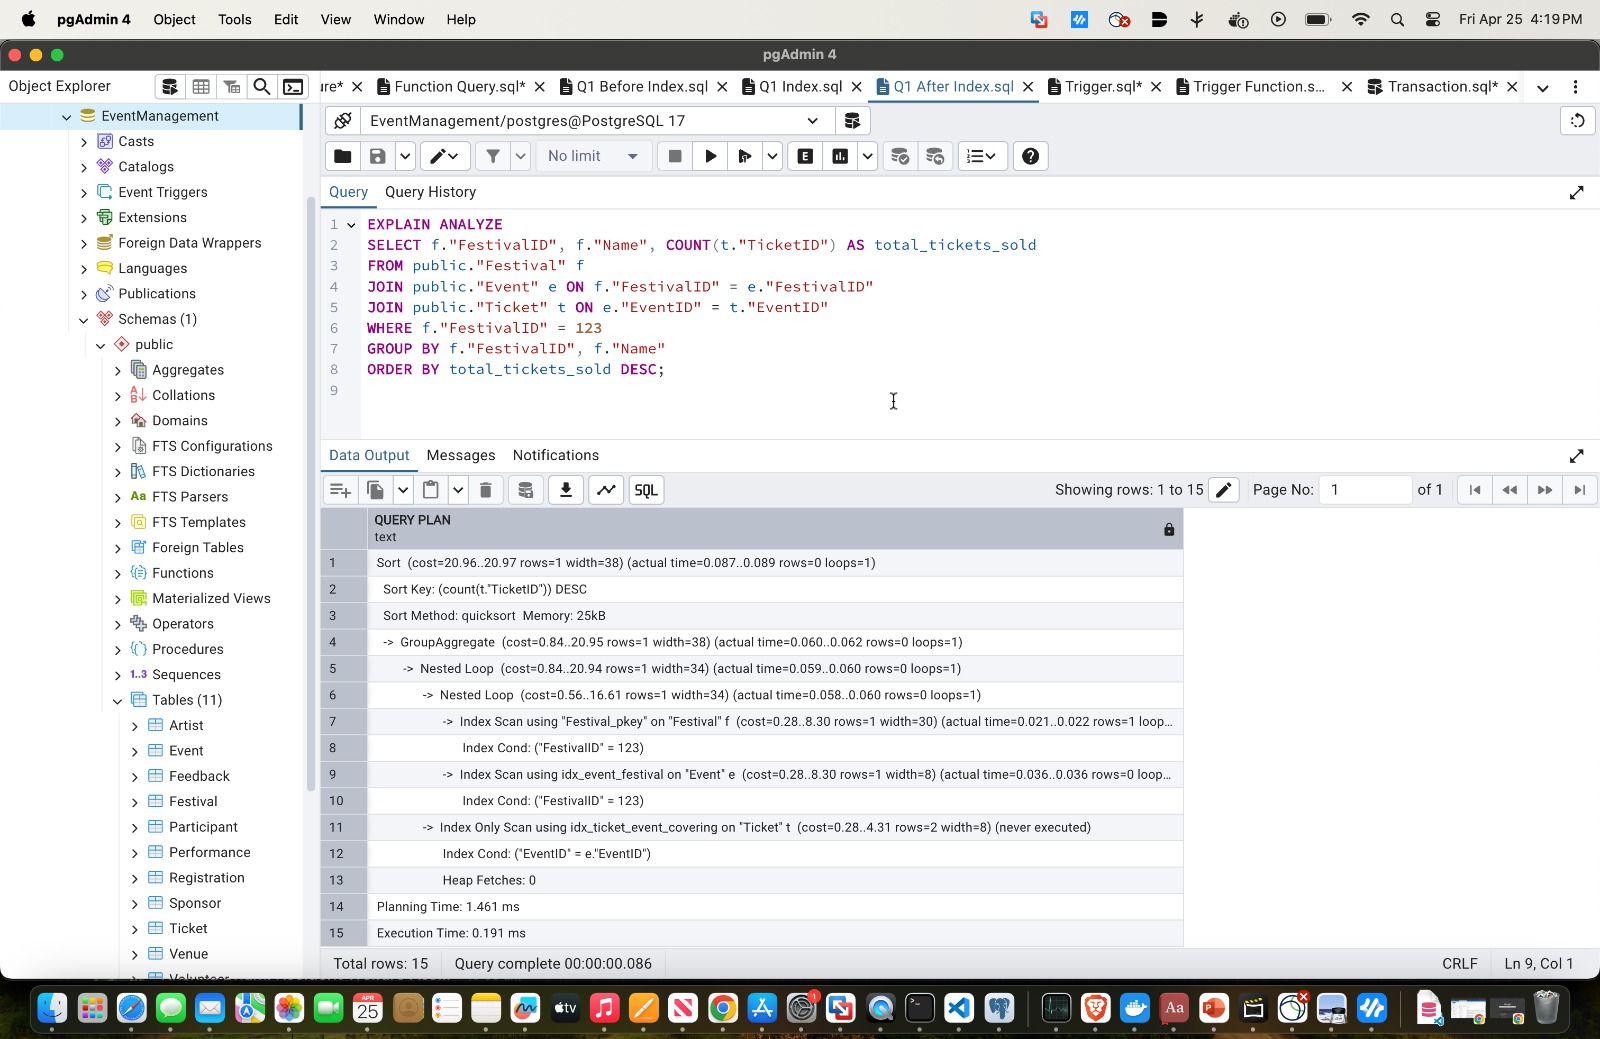 pgAdmin 4 Object Tools Edit View Window Help Fri Apr 25 4:19 PM
pgAdmin 4
Object Explorer
ure* Function Query.sql* Q1 Before Index.sql Q1 Index.sql Q1 After Index.sql Trigger.sql* Trigger Function.s... Transaction.sql*
EventManagement
Casts
Catalogs
Event Triggers
Extensions
Foreign Data Wrappers
Languages
Publications
Schemas (1)
public
Aggregates
Collations
Domains
FTS Configurations
FTS Dictionaries
Aa FTS Parsers
FTS Templates
Foreign Tables
Functions
Materialized Views
Operators
Procedures
1..3 Sequences
Tables (11)
Artist
Event
Feedback
Festival
Participant
Performance
Registration
Sponsor
Ticket
Venue
Volunteer
EventManagement/postgres@PostgreSQL 17
No limit
E
Query Query History
1 EXPLAIN ANALYZE
2 SELECT f."FestivalID", f."Name", COUNT(t."TicketID") AS total_tickets_sold
3 FROM public."Festival" f
4 JOIN public."Event" e ON f."FestivalID" = e."FestivalID"
5 JOIN public."Ticket" t ON e."EventID" = t."EventID"
6 WHERE f."FestivalID" = 123
7 GROUP BY f."FestivalID", f."Name"
8 ORDER BY total_tickets_sold DESC;
9
Data Output Messages Notifications
SQL Showing rows: 1 to 15 Page No: 1 of 1
QUERY PLAN
text
1 Sort (cost=20.96..20.97 rows=1 width=38) (actual time=0.087..0.089 rows=0 loops=1)
2 Sort Key: (count(t."TicketID")) DESC
3 Sort Method: quicksort Memory: 25kB
4 -> GroupAggregate (cost=0.84..20.95 rows=1 width=38) (actual time=0.060..0.062 rows=0 loops=1)
5 -> Nested Loop (cost=0.84..20.94 rows=1 width=34) (actual time=0.059..0.060 rows=0 loops=1)
6 -> Nested Loop (cost=0.56..16.61 rows=1 width=34) (actual time=0.058..0.060 rows=0 loops=1)
7 -> Index Scan using "Festival_pkey" on "Festival" f (cost=0.28..8.30 rows=1 width=30) (actual time=0.021..0.022 rows=1 loop...
8 Index Cond: ("FestivalID" = 123)
9 -> Index Scan using idx_event_festival on "Event" e (cost=0.28..8.30 rows=1 width=8) (actual time=0.036..0.036 rows=0 loop...
10 Index Cond: ("FestivalID" = 123)
11 -> Index Only Scan using idx_ticket_event_covering on "Ticket" t (cost=0.28..4.31 rows=2 width=8) (never executed)
12 Index Cond: ("EventID" = e."EventID")
13 Heap Fetches: 0
14 Planning Time: 1.461 ms
15 Execution Time: 0.191 ms
Total rows: 15 Query complete 00:00:00.086 CRLF Ln 9, Col 1
APR
25
tv
1
Aa